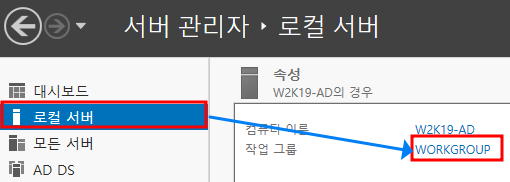 서버 관리자 ‣ 로컬 서버
대시보드
로컬 서버
모든 서버
AD DS
속성
W2K19-AD의 경우
컴퓨터 이름 W2K19-AD
작업 그룹 WORKGROUP